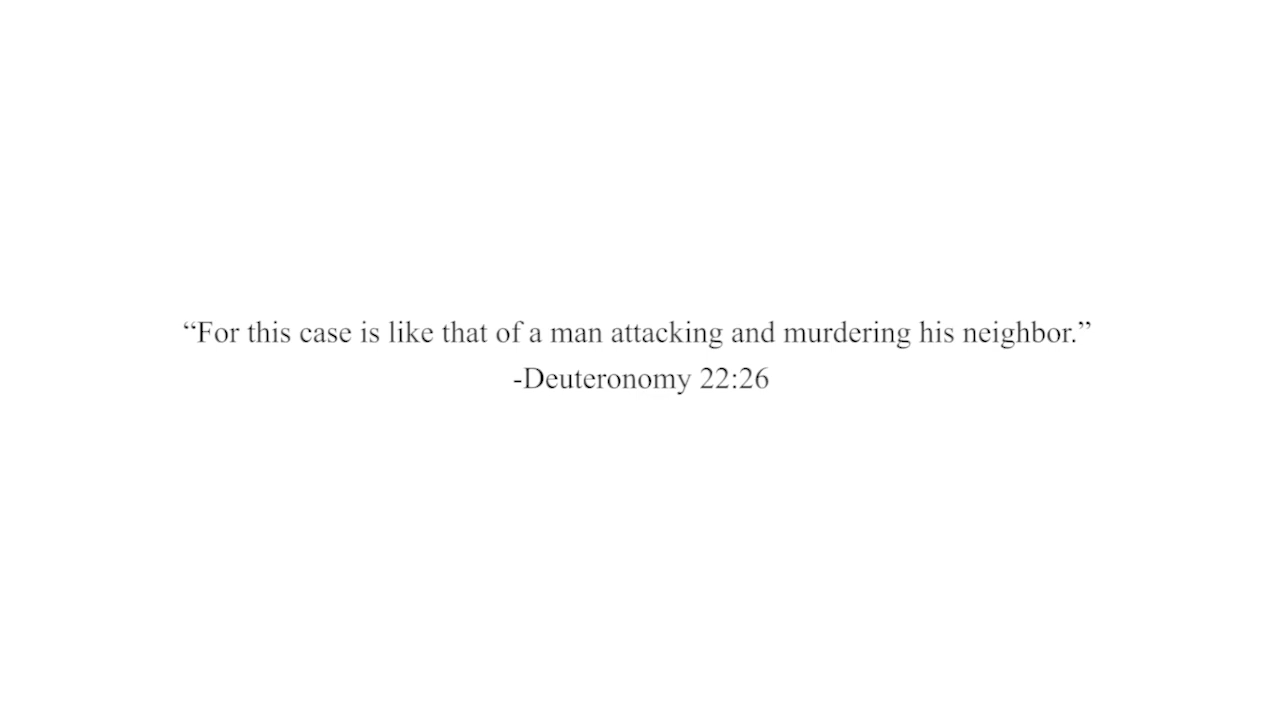 “For this case is like that of a man attacking and murdering his neighbor.”
-Deuteronomy 22:26